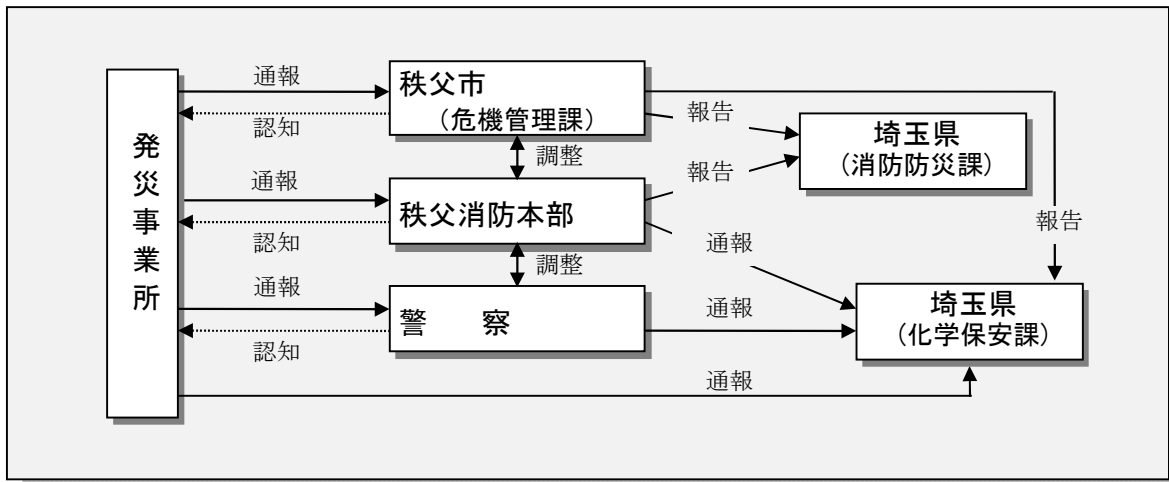 発災事業所
通報
認知
秩父市
（危機管理課）
調整
通報
認知
秩父消防本部
調整
通報
認知
警　　察
報告
報告
埼玉県
（消防防災課）
報告
通報
通報
埼玉県
（化学保安課）
通報